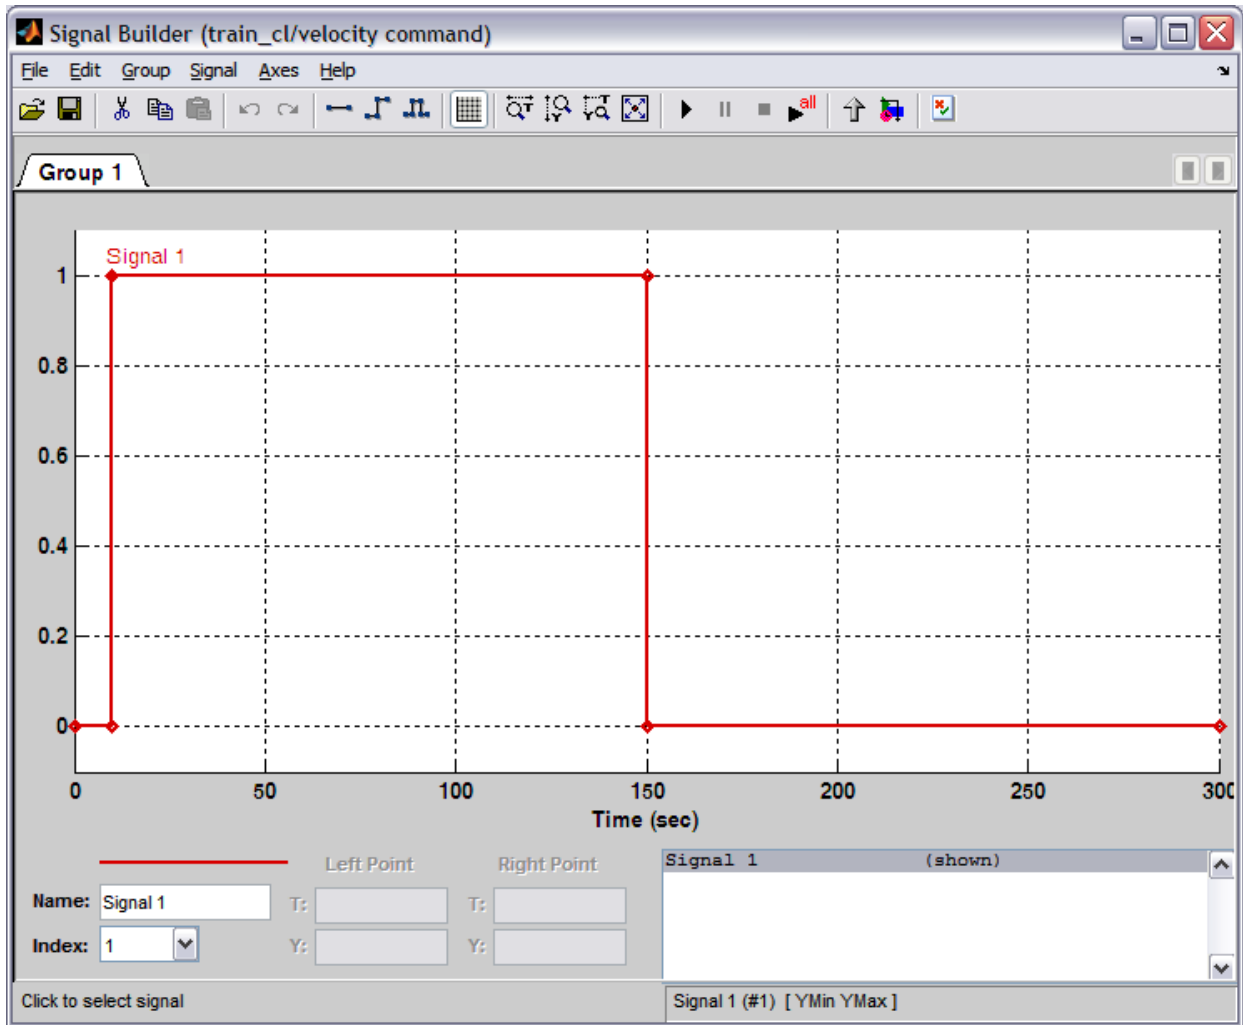 Signal Builder (train_cl/velocity command)
File Edit Group Signal Axes Help
all
Group 1
Signal 1
1
0.8
0.6
0.4
0.2
0
0 50 100 150 200 250 300
Time (sec)
Left Point Right Point
Name: Signal 1 T: T:
Index: 1 Y: Y:
Signal 1 (shown)
Click to select signal
Signal 1 (#1) [ YMin YMax ]